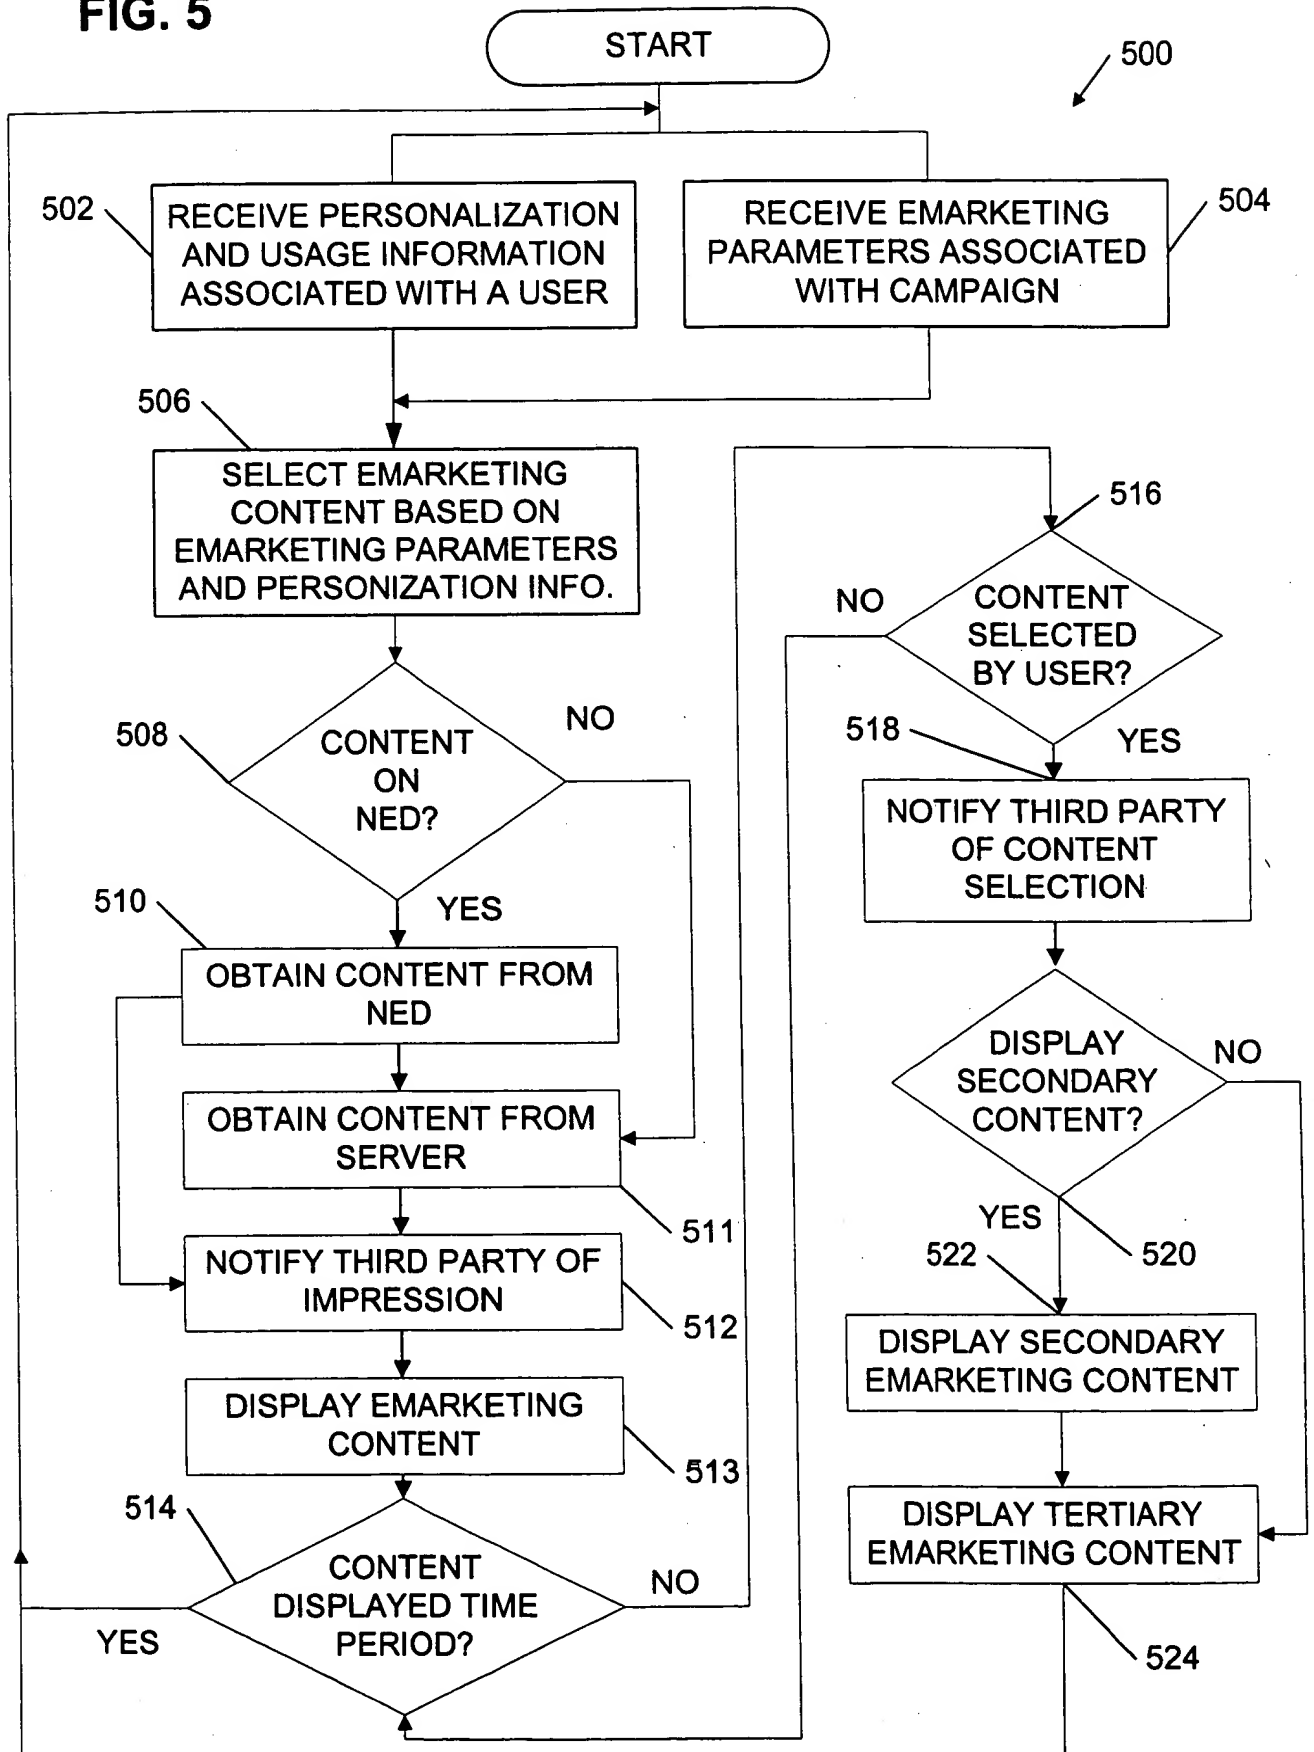 FIG. 5
START
500
502
RECEIVE PERSONALIZATION
AND USAGE INFORMATION
ASSOCIATED WITH A USER
RECEIVE EMARKETING
PARAMETERS ASSOCIATED
WITH CAMPAIGN
504
506
SELECT EMARKETING
CONTENT BASED ON
EMARKETING PARAMETERS
AND PERSONIZATION INFO.
508
CONTENT
ON
NED?
NO
YES
510
OBTAIN CONTENT FROM
NED
OBTAIN CONTENT FROM
SERVER
511
NOTIFY THIRD PARTY OF
IMPRESSION
512
DISPLAY EMARKETING
CONTENT
513
514
CONTENT
DISPLAYED TIME
PERIOD?
NO
YES
516
NO
CONTENT
SELECTED
BY USER?
518
YES
NOTIFY THIRD PARTY
OF CONTENT
SELECTION
DISPLAY
SECONDARY
CONTENT?
NO
YES
520
522
DISPLAY SECONDARY
EMARKETING CONTENT
DISPLAY TERTIARY
EMARKETING CONTENT
524